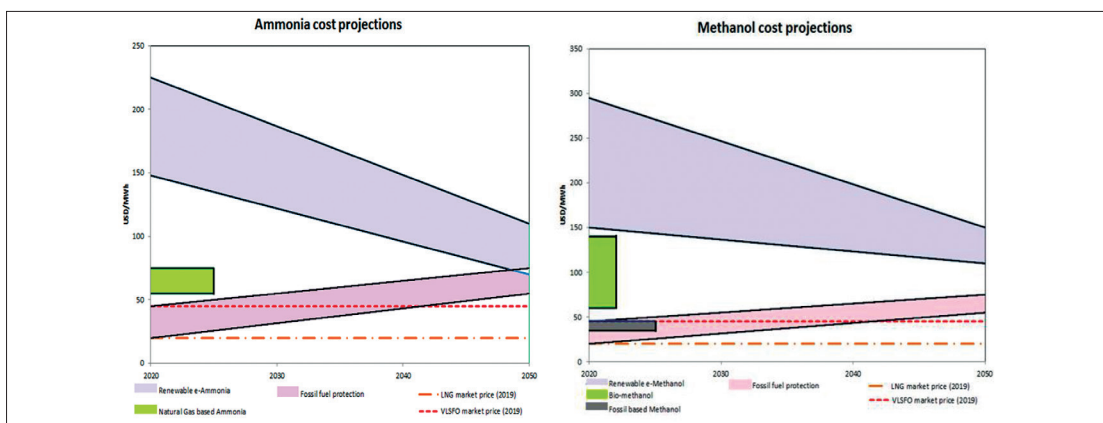 Ammonia cost projections
250
200
150
100
50
0
USD/MWh
2020
2030
2040
2050
Renewable e-Ammonia
Fossil fuel protection
LNG market price (2019)
Natural Gas based Ammonia
VLSFO market price (2019)
Methanol cost projections
350
300
250
200
150
100
50
0
USD/MWh
2020
2030
2040
2050
Renewable e-Methanol
Fossil fuel protection
LNG market price (2019)
Bio-methanol
VLSFO market price (2019)
Fossil based Methanol